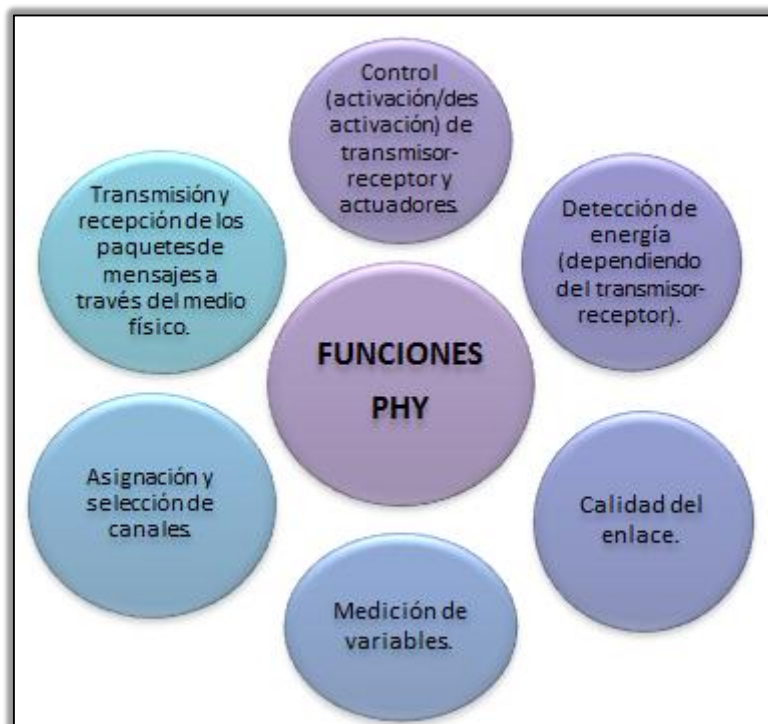 Control
(activación/des
activación) de
transmisor-
receptor y
actuadores.
Detección de
energía
(dependiendo
del transmisor-
receptor).
Calidad del
enlace.
Medición de
variables.
Asignación y
selección de
canales.
Transmisión y
recepción de los
paquetes de
mensajes a
través del medio
físico.
FUNCIONES
PHY